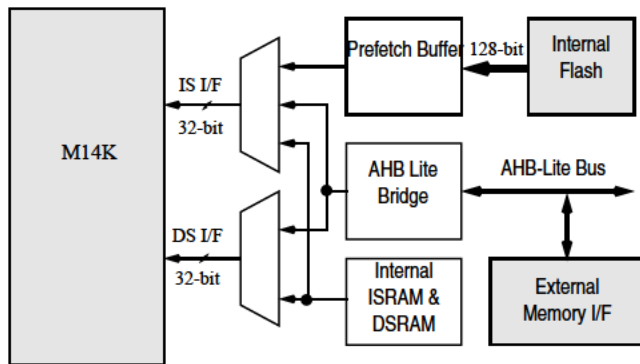 M14K
IS I/F
32-bit
DS I/F
32-bit
Prefetch Buffer
128-bit
Internal
Flash
AHB Lite
Bridge
AHB-Lite Bus
Internal
ISRAM &
DSRAM
External
Memory I/F